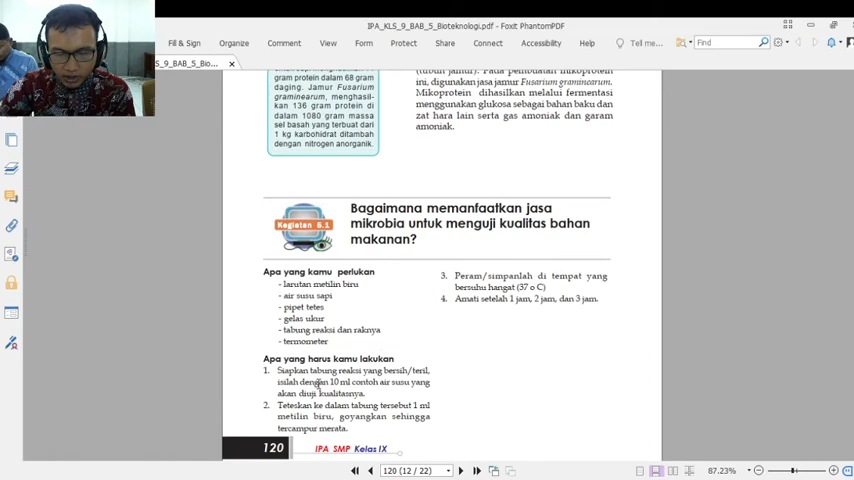 IPA_KLS_9_BAB_5_Bioteknologi.pdf - Foxit PhantomPDF
Fill & Sign Organize Comment View Form Protect Share Connect Accessibility Help Tell me... Find
S_9_BAB_5_Bio...
gram protein dalam 68 gram
daging. Jamur Fusarium
graminearum, menghasil-
kan 136 gram protein di
dalam 1080 gram massa
sel basah yang terbuat dari
1 kg karbohidrat ditambah
dengan nitrogen anorganik.
(tubuh jamur). Pada pembuatan mikoprotein
ini, digunakan jasa jamur Fusarium graminearum.
Mikoprotein dihasilkan melalui fermentasi
menggunakan glukosa sebagai bahan baku dan
zat hara lain serta gas amoniak dan garam
amoniak.
Kegiatan 5.1
Bagaimana memanfaatkan jasa
mikrobia untuk menguji kualitas bahan
makanan?
Apa yang kamu perlukan
- larutan metilin biru
- air susu sapi
- pipet tetes
- gelas ukur
- tabung reaksi dan raknya
- termometer
Apa yang harus kamu lakukan
1. Siapkan tabung reaksi yang bersih/teril,
isilah dengan 10 ml contoh air susu yang
akan diuji kualitasnya.
2. Teteskan ke dalam tabung tersebut 1 ml
metilin biru, goyangkan sehingga
tercampur merata.
3. Peram/simpanlah di tempat yang
bersuhu hangat (37 o C)
4. Amati setelah 1 jam, 2 jam, dan 3 jam.
120 IPA SMP Kelas IX
120 (12 / 22)
87.23%